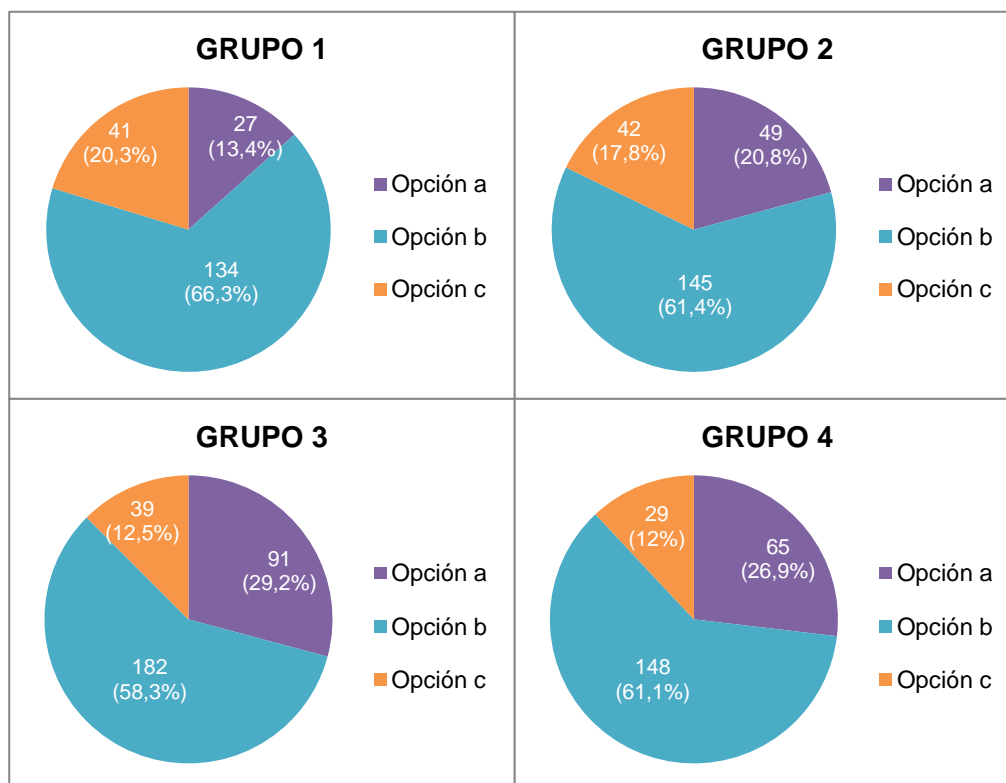 GRUPO 1
41
(20,3%)
27
(13,4%)
134
(66,3%)
Opción a
Opción b
Opción c
GRUPO 2
42
(17,8%)
49
(20,8%)
145
(61,4%)
Opción a
Opción b
Opción c
GRUPO 3
39
(12,5%)
91
(29,2%)
182
(58,3%)
Opción a
Opción b
Opción c
GRUPO 4
29
(12%)
65
(26,9%)
148
(61,1%)
Opción a
Opción b
Opción c